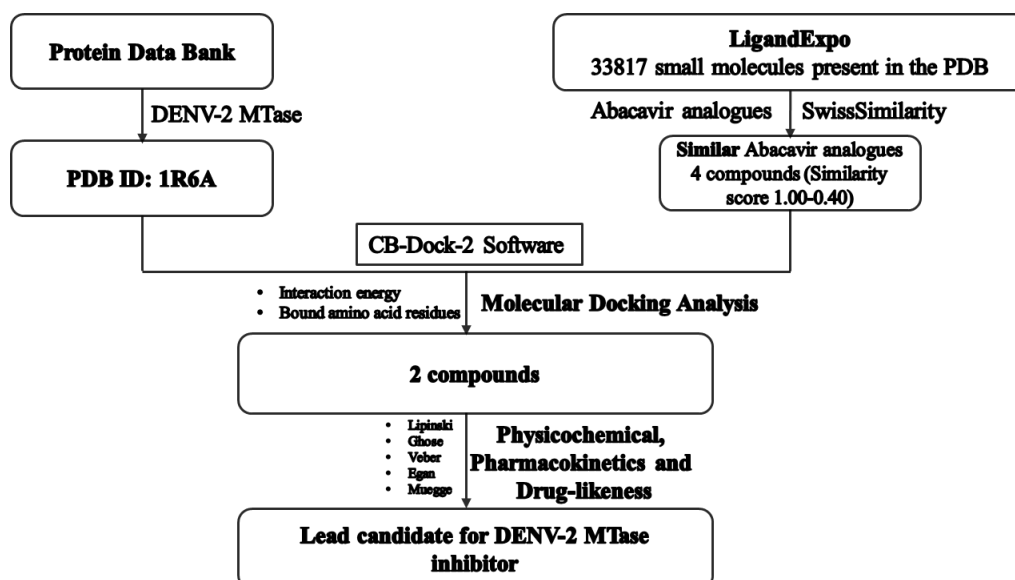 Protein Data Bank
LigandExpo
33817 small molecules present in the PDB
DENV-2 MTase
Abacavir analogues
SwissSimilarity
PDB ID: 1R6A
Similar Abacavir analogues
4 compounds (Similarity
score 1.00-0.40)
CB-Dock-2 Software
• Interaction energy
• Bound amino acid residues
Molecular Docking Analysis
2 compounds
• Lipinski
• Ghose
• Veber
• Egan
• Muegge
Physicochemical,
Pharmacokinetics and
Drug-likeness
Lead candidate for DENV-2 MTase
inhibitor